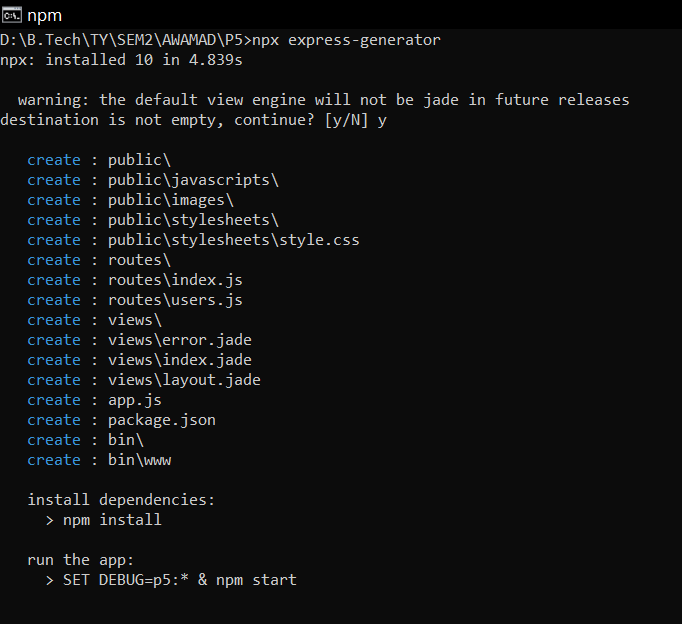 npm
D:\B.Tech\TY\SEM2\AWAMAD\P5>npx express-generator
npx: installed 10 in 4.839s
warning: the default view engine will not be jade in future releases
destination is not empty, continue? [y/N] y
create : public\
create : public\javascripts\
create : public\images\
create : public\stylesheets\
create : public\stylesheets\style.css
create : routes\
create : routes\index.js
create : routes\users.js
create : views\
create : views\error.jade
create : views\index.jade
create : views\layout.jade
create : app.js
create : package.json
create : bin\
create : bin\www
install dependencies:
> npm install
run the app:
> SET DEBUG=p5:* & npm start